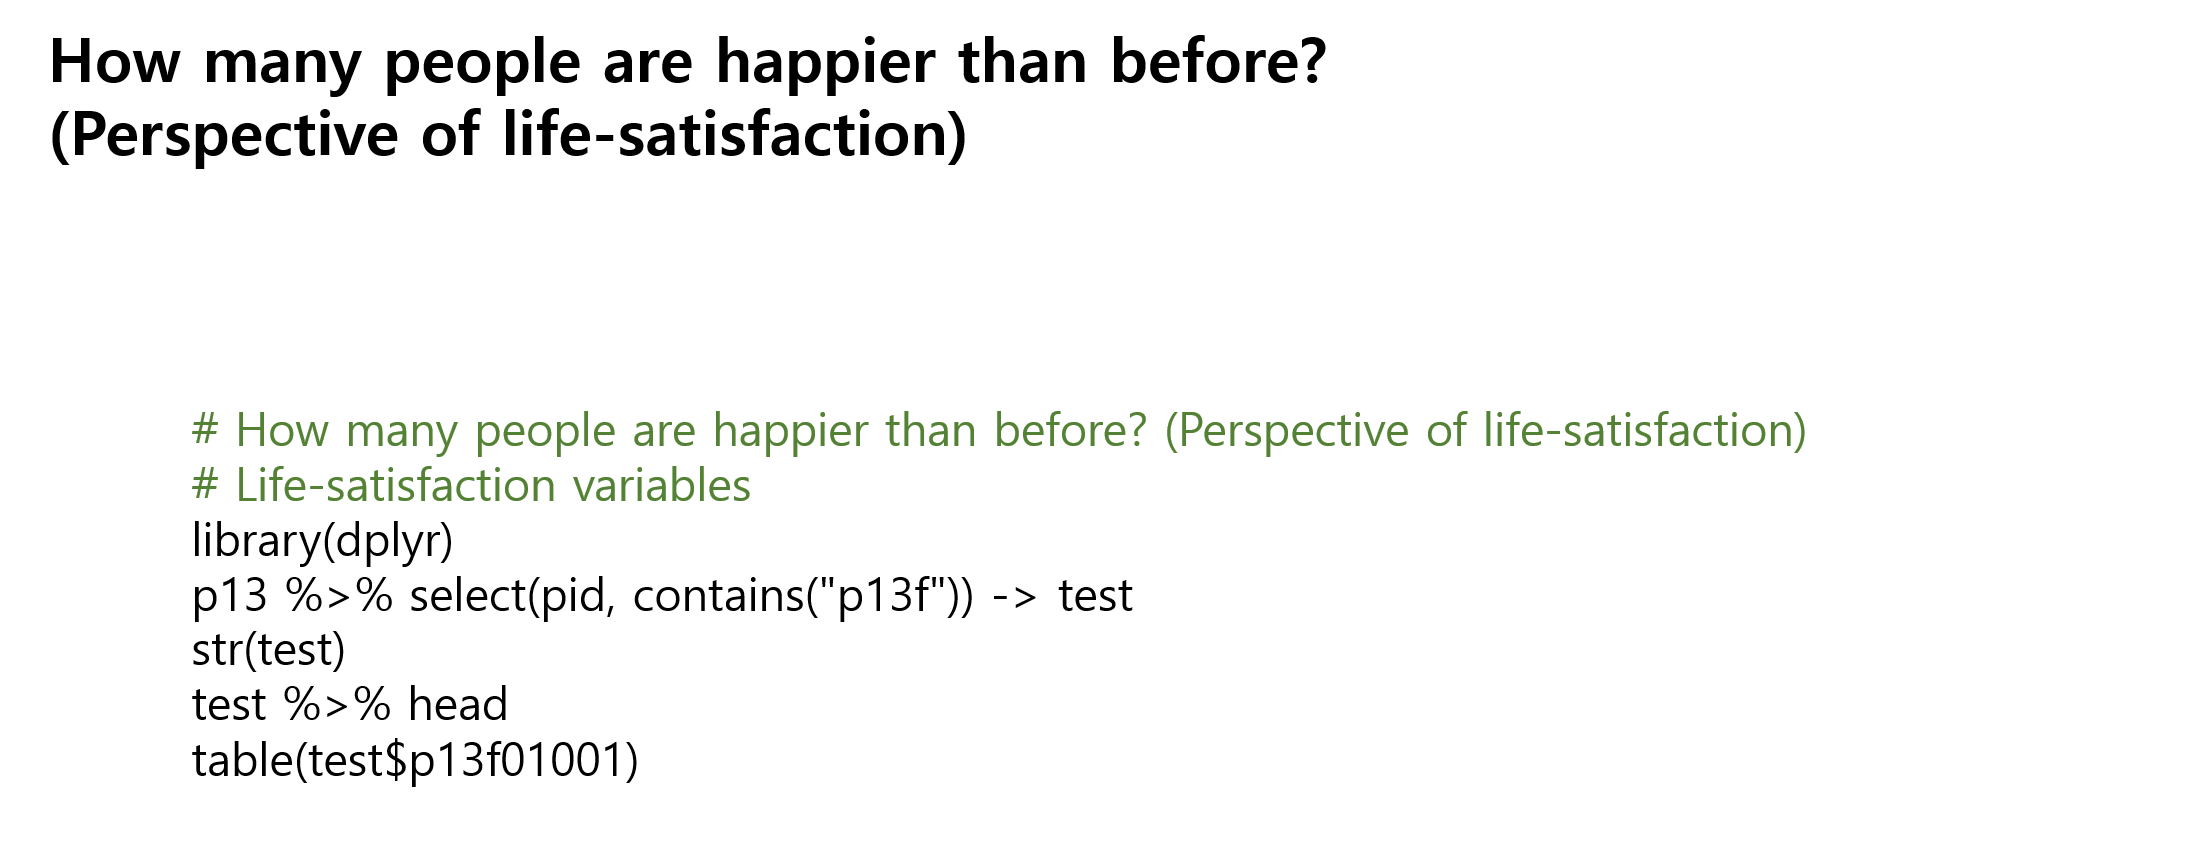 How many people are happier than before?
(Perspective of life-satisfaction)
# How many people are happier than before? (Perspective of life-satisfaction)
# Life-satisfaction variables
library(dplyr)
p13 %>% select(pid, contains("p13f")) -> test
str(test)
test %>% head
table(test$p13f01001)